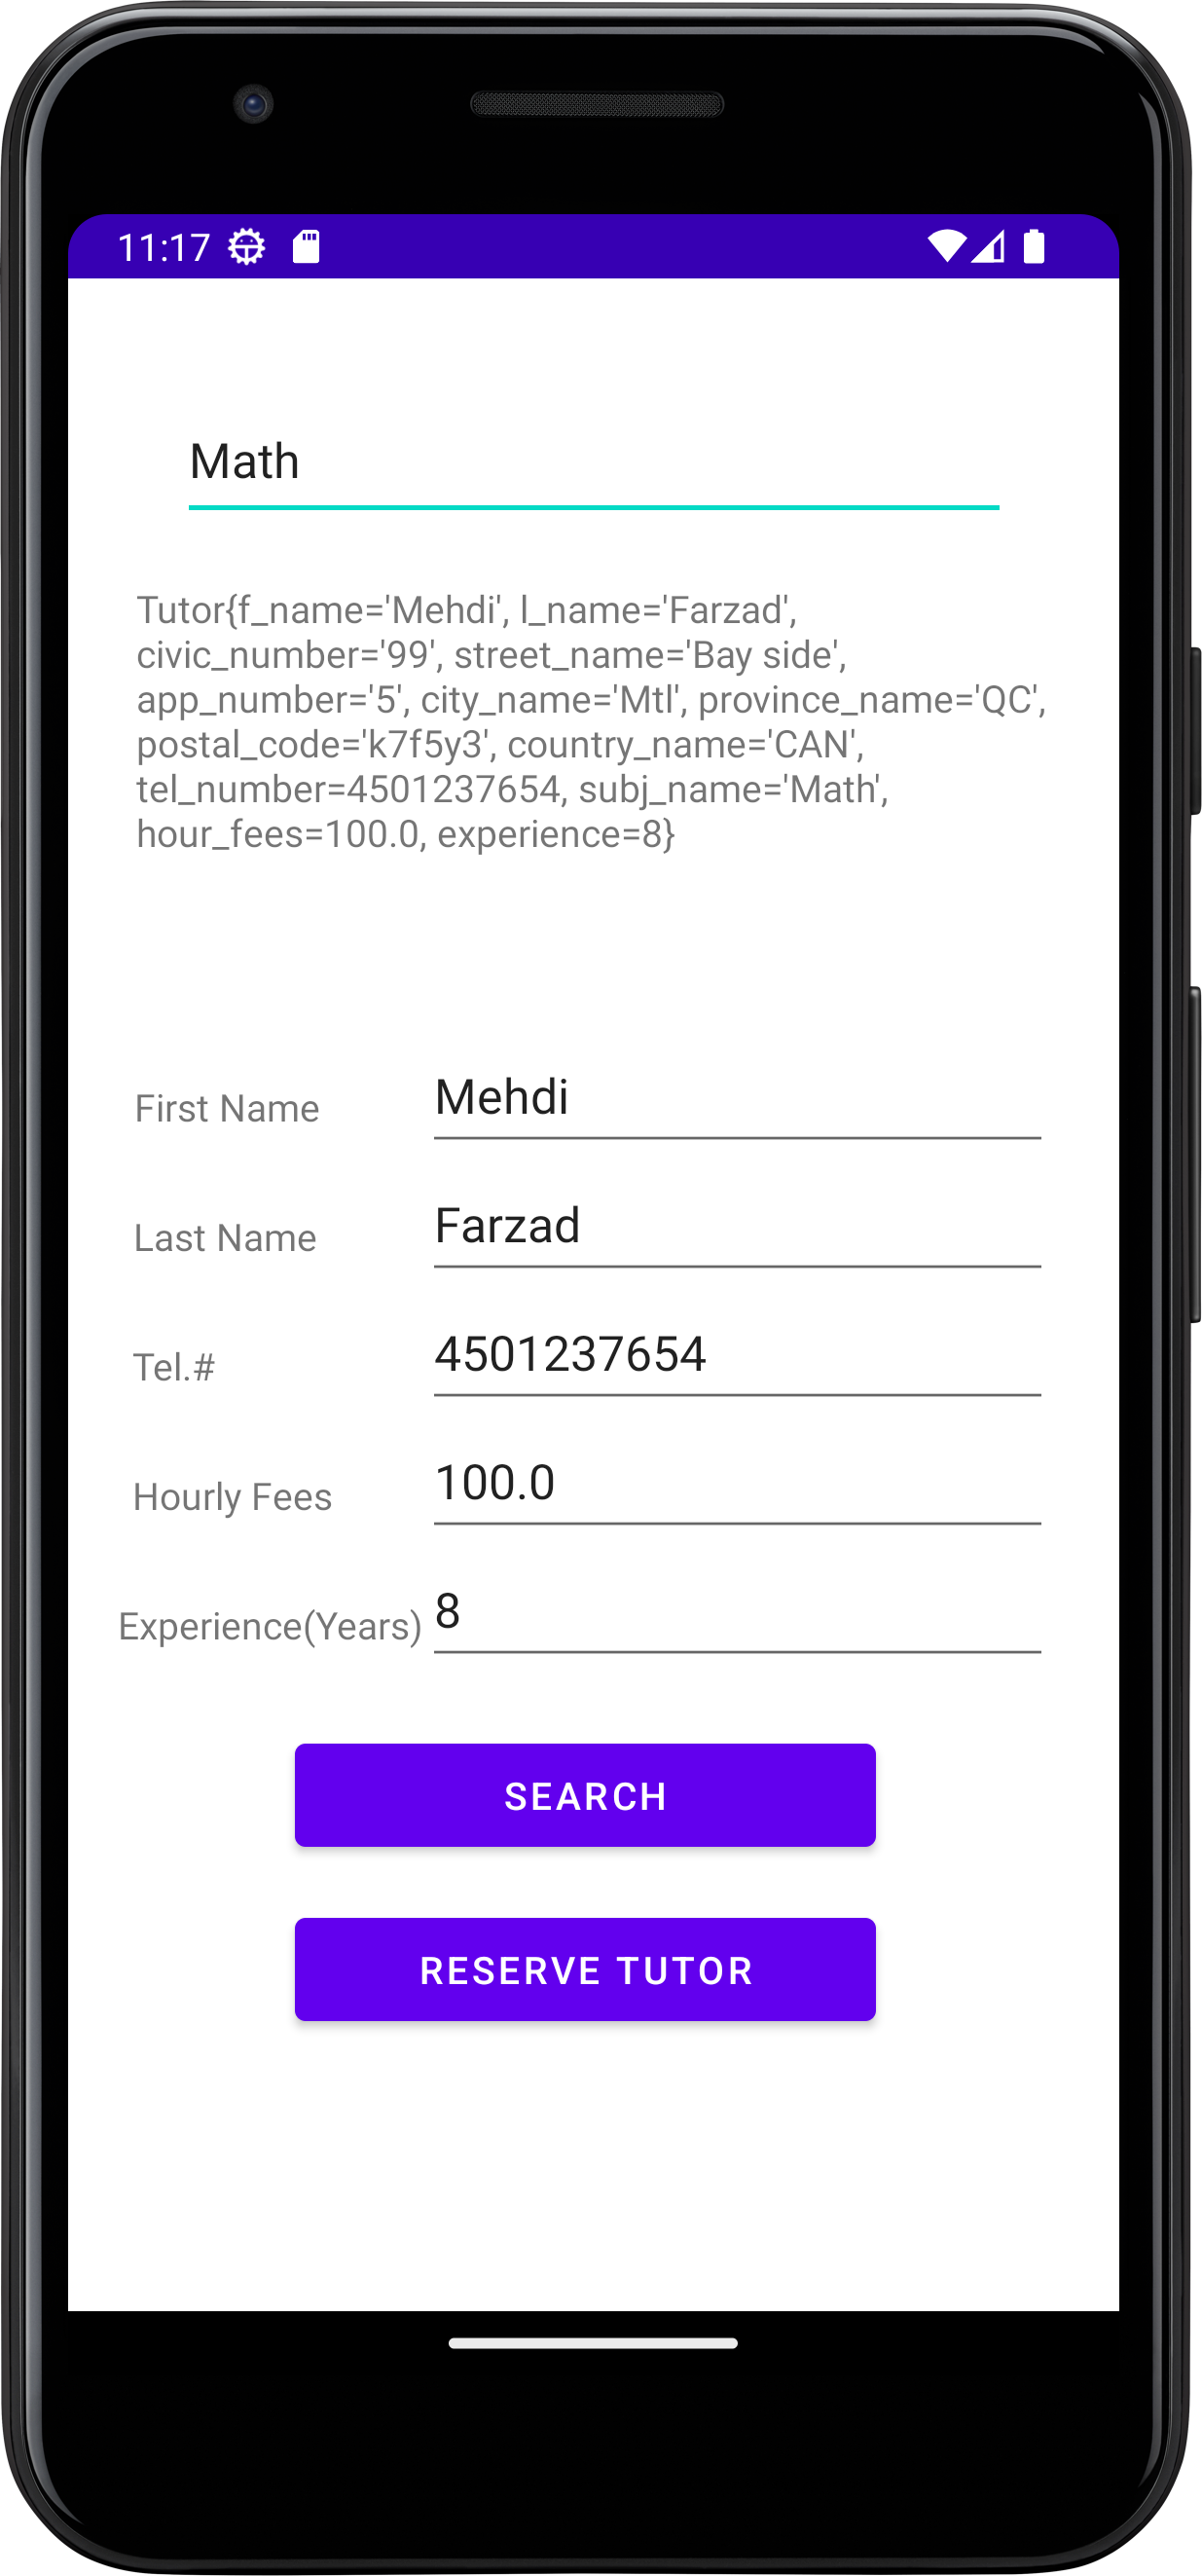 11:17
Math
Tutor{f_name='Mehdi', l_name='Farzad',
civic_number='99', street_name='Bay side',
app_number='5', city_name='Mtl', province_name='QC',
postal_code='k7f5y3', country_name='CAN',
tel_number=4501237654, subj_name='Math',
hour_fees=100.0, experience=8}
First Name Mehdi
Last Name Farzad
Tel.# 4501237654
Hourly Fees 100.0
Experience(Years) 8
SEARCH
RESERVE TUTOR